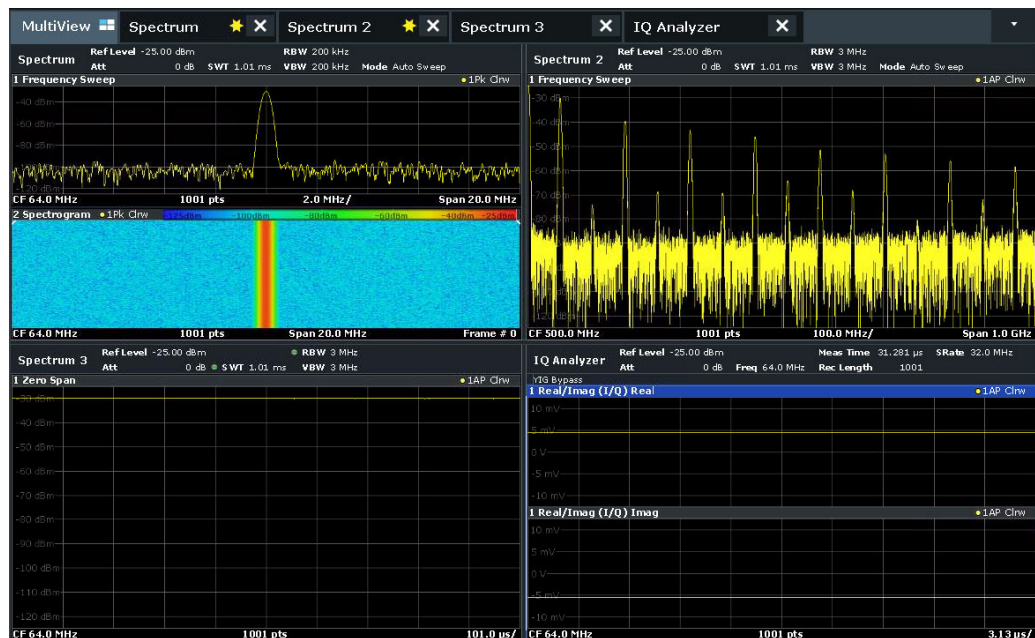 MultiView Spectrum Spectrum 2 Spectrum 3 IQ Analyzer
Spectrum
Ref Level -25.00 dBm RBW 200 kHz
Att 0 dB SWT 1.01 ms VBW 200 kHz Mode Auto Sweep
1 Frequency Sweep 1Pk Clrw
-40 dBm
-60 dBm
-80 dBm
-100 dBm
-120 dBm
CF 64.0 MHz 1001 pts 2.0 MHz/ Span 20.0 MHz
2 Spectrogram 1Pk Clrw -125dBm -100dBm -80dBm -60dBm -40dBm -25dBm
CF 64.0 MHz 1001 pts Span 20.0 MHz Frame # 0
Spectrum 2
Ref Level -25.00 dBm RBW 3 MHz
Att 0 dB SWT 1.01 ms VBW 3 MHz Mode Auto Sweep
1 Frequency Sweep 1AP Clrw
-30 dBm
-40 dBm
-50 dBm
-60 dBm
-70 dBm
-80 dBm
CF 500.0 MHz 1001 pts 100.0 MHz/ Span 1.0 GHz
Spectrum 3
Ref Level -25.00 dBm RBW 3 MHz
Att 0 dB SWT 1.01 ms VBW 3 MHz
1 Zero Span 1AP Clrw
-30 dBm
-40 dBm
-50 dBm
-60 dBm
-70 dBm
-80 dBm
-90 dBm
-100 dBm
-110 dBm
-120 dBm
CF 64.0 MHz 1001 pts 101.0 µs/
IQ Analyzer
Ref Level -25.00 dBm Meas Time 31.281 µs SRate 32.0 MHz
Att 0 dB Freq 64.0 MHz Rec Length 1001
YIG Bypass
1 Real/Imag (I/Q) Real 1AP Clrw
10 mV
5 mV
0 V
-5 mV
-10 mV
1 Real/Imag (I/Q) Imag 1AP Clrw
10 mV
5 mV
0 V
-5 mV
-10 mV
CF 64.0 MHz 1001 pts 3.13 µs/